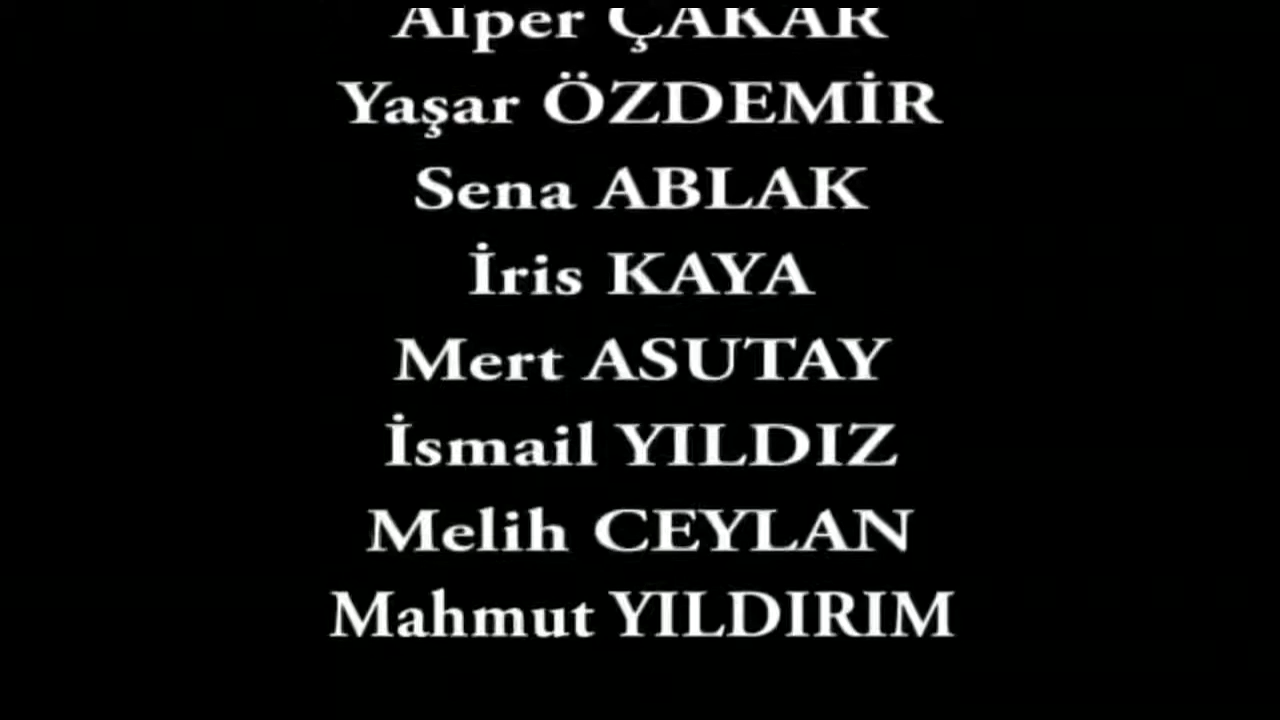 Alper ÇAKAR
Yaşar ÖZDEMİR
Sena ABLAK
İris KAYA
Mert ASUTAY
İsmail YILDIZ
Melih CEYLAN
Mahmut YILDIRIM